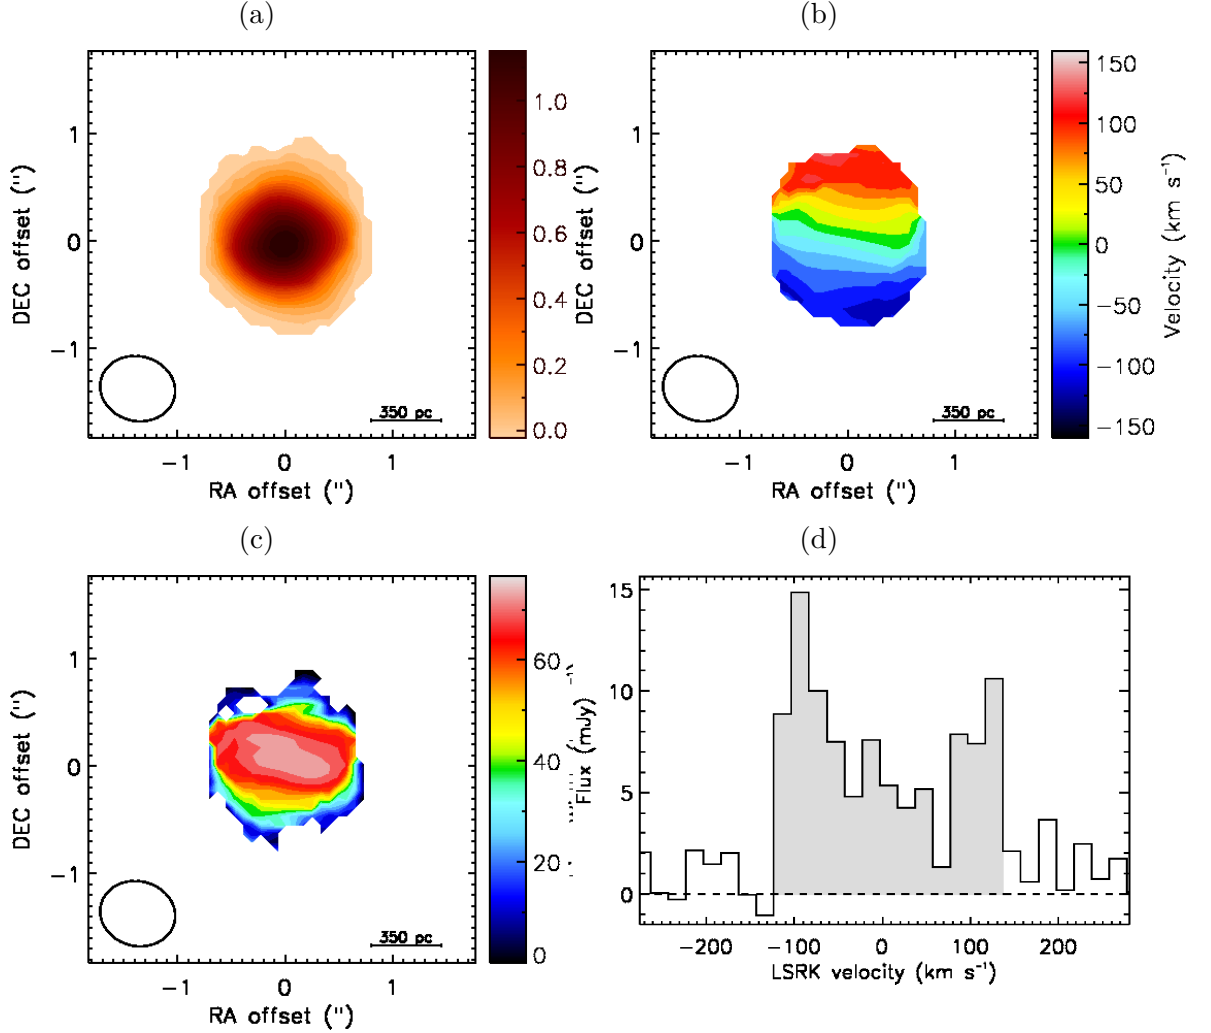 (a)
(b)
DEC offset (")
1
0
−1
−1
0
1
RA offset (")
350 pc
1.0
0.8
0.6
0.4
0.2
0.0
DEC offset (")
1
0
−1
−1
0
1
RA offset (")
350 pc
150
100
50
0
−50
−100
−150
Velocity (km s⁻¹)
(c)
(d)
DEC offset (")
1
0
−1
−1
0
1
RA offset (")
350 pc
60
40
20
0
Flux (mJy)
15
10
5
0
−200
−100
0
100
200
LSRK velocity (km s⁻¹)